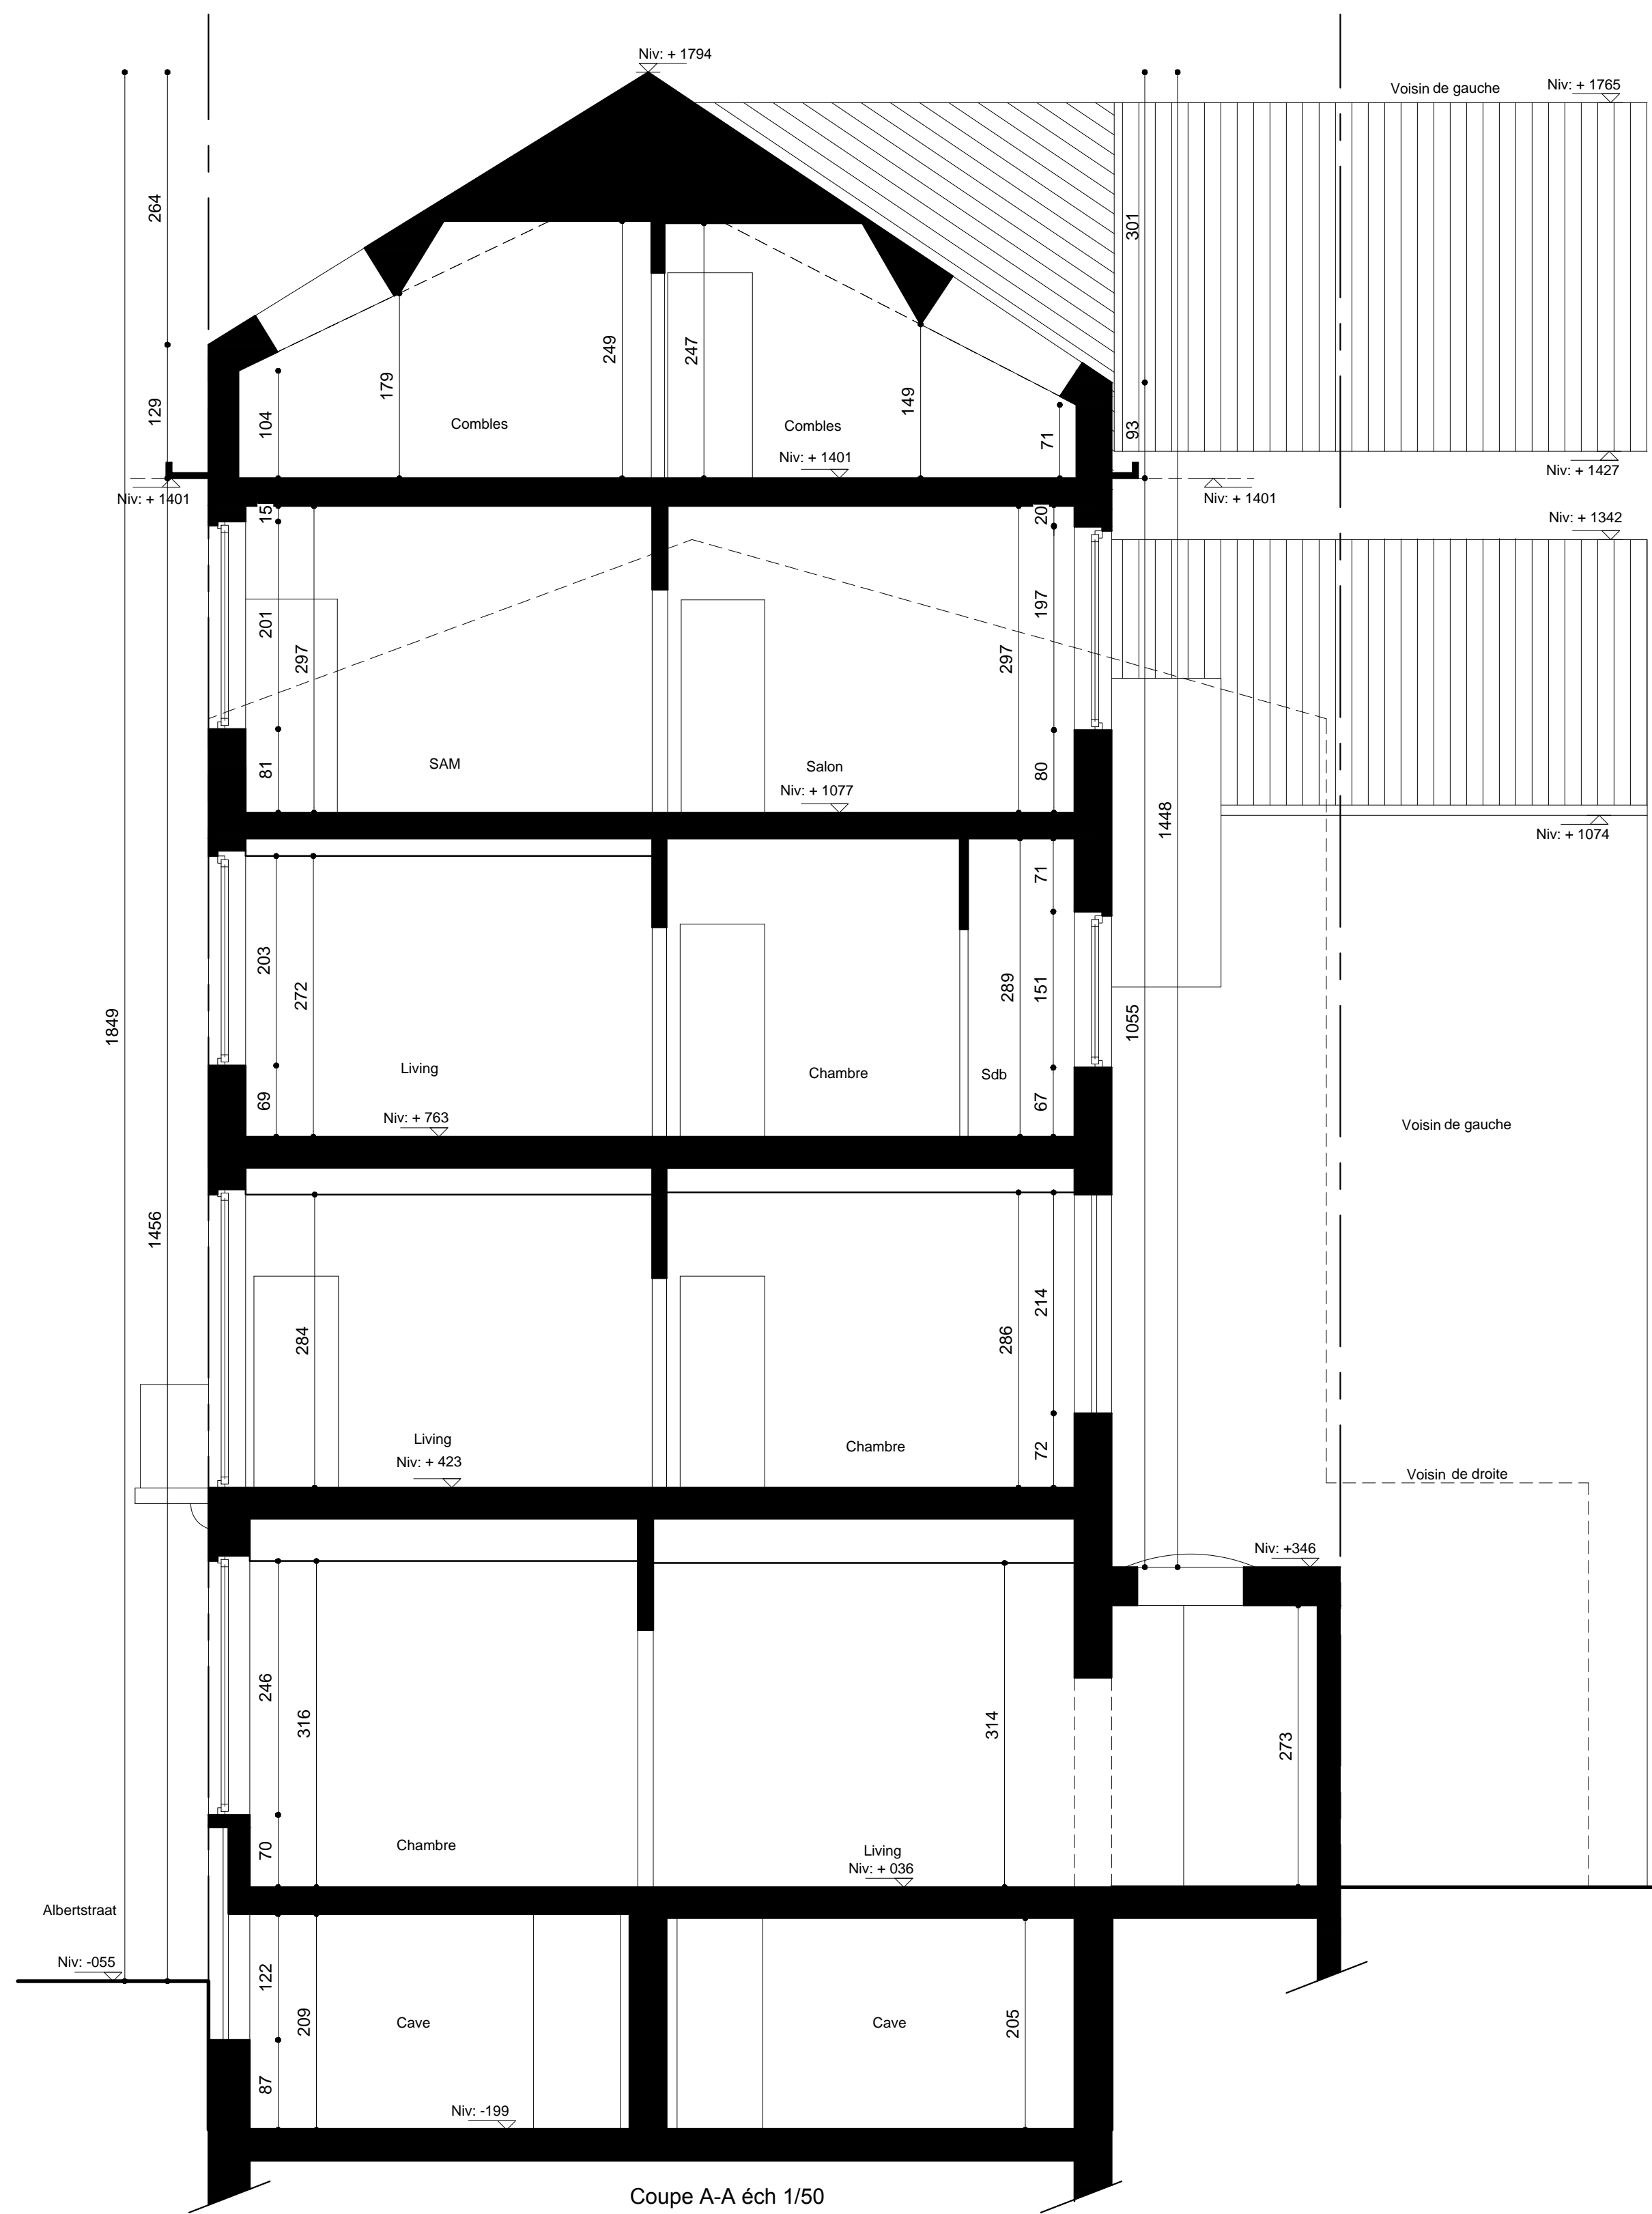 Niv: + 1794
Voisin de gauche
Niv: + 1765
264
301
249
247
179
149
129
104
Combles
Combles
71
93
Niv: + 1401
Niv: + 1401
Niv: + 1401
Niv: + 1427
15
20
Niv: + 1342
201
297
297
197
81
SAM
Salon
80
Niv: + 1077
1448
Niv: + 1074
71
203
272
289
151
1849
1055
Living
Chambre
Sdb
69
67
Niv: + 763
Voisin de gauche
1456
284
286
214
Living
Chambre
72
Niv: + 423
Voisin de droite
Niv: +346
246
316
314
273
70
Chambre
Living
Niv: + 036
Albertstraat
Niv: -055
122
209
Cave
Cave
205
87
Niv: -199
Coupe A-A éch 1/50